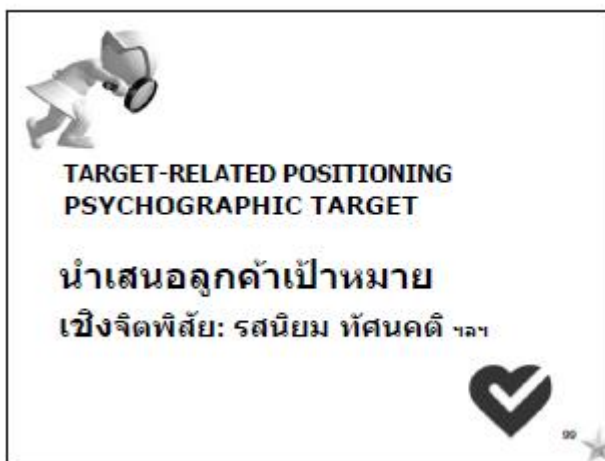 TARGET-RELATED POSITIONING
PSYCHOGRAPHIC TARGET
นำเสนอลูกค้าเป้าหมาย
เชิงจิตพิสัย: รสนิยม ทัศนคติ ฯลฯ
99